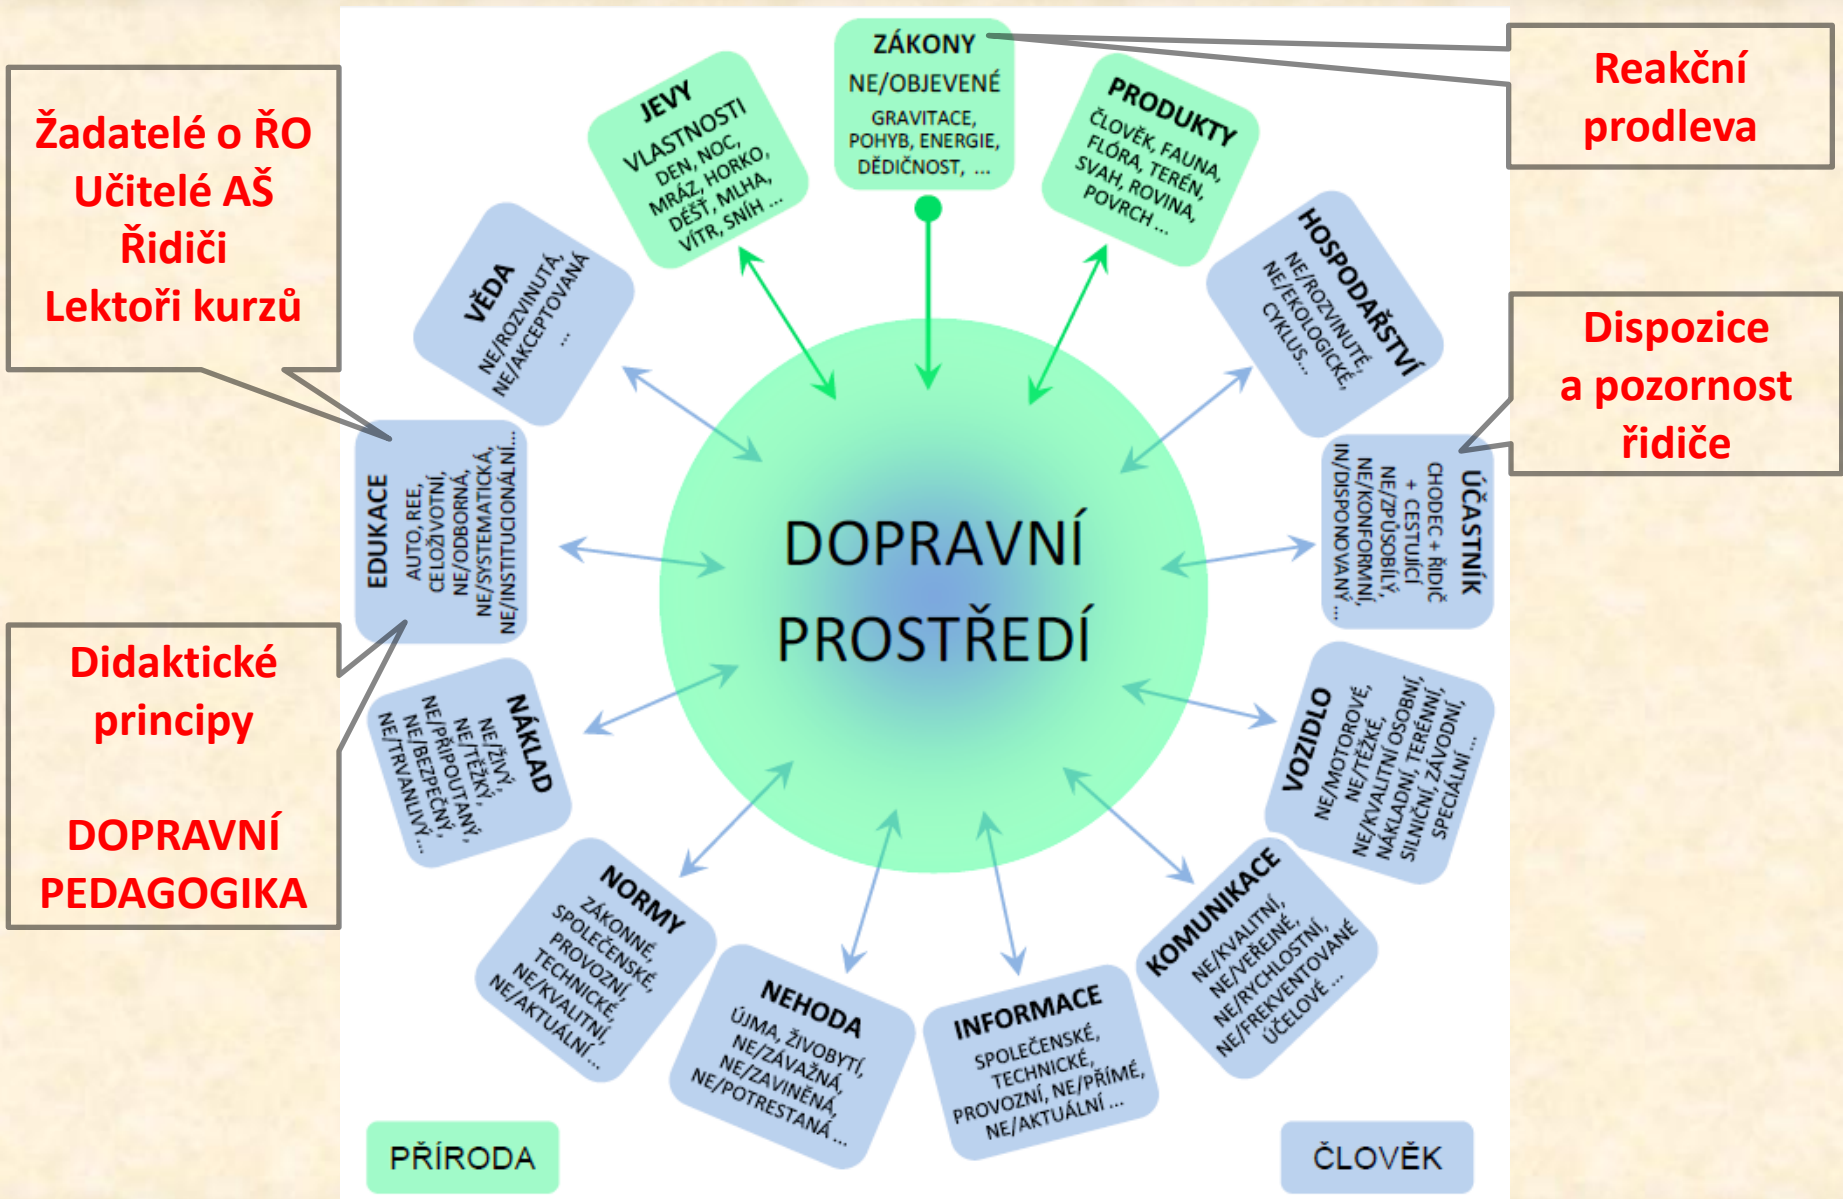 ZÁKONY
NE/OBJEVENÉ
GRAVITACE,
POHYB, ENERGIE,
DĚDIČNOST, ...
Reakční
prodleva
PRODUKTY
ČLOVĚK, FAUNA,
FLÓRA, TERÉN,
SVAH, ROVINA,
POVRCH ...
HOSPODAŘSTVÍ
NE/ROZVINUTÉ,
NE/EKOLOGICKÉ,
CYKLUS...
Dispozice
a pozornost
řidiče
ÚČASTNÍK
CHODEC + ŘIDIČ
+ CESTUJÍCÍ
NE/ZPŮSOBILÝ,
NE/KONFORMNÍ,
IN/DISPONOVANÝ ...
VOZIDLO
NE/MOTOROVÉ,
NE/TĚŽKÉ,
NE/KVALITNÍ OSOBNÍ,
NÁKLADNÍ, TERÉNNÍ,
SILNIČNÍ, ZÁVODNÍ,
SPECIÁLNÍ ...
KOMUNIKACE
NE/KVALITNÍ,
NE/VEŘEJNÉ,
NE/RYCHLOSTNÍ,
NE/FREKVENTOVANÉ
ÚČELOVÉ ...
INFORMACE
SPOLEČENSKÉ,
TECHNICKÉ,
PROVOZNÍ, NE/PŘÍMÉ,
NE/AKTUÁLNÍ ...
NEHODA
ÚJMA, ŽIVOBYTÍ,
NE/ZÁVAŽNÁ,
NE/ZAVINĚNÁ,
NE/POTRESTANÁ ...
NORMY
ZÁKONNÉ,
SPOLEČENSKÉ,
PROVOZNÍ,
TECHNICKÉ,
NE/KVALITNÍ,
NE/AKTUÁLNÍ ...
NÁKLAD
NE/ŽIVÝ,
NE/TĚŽKÝ,
NE/PŘIPOUTANÝ,
NE/BEZPEČNÝ,
NE/TRVANLIVÝ...
EDUKACE
AUTO, REE,
CELOŽIVOTNÍ,
NE/ODBORNÁ,
NE/SYSTEMATICKÁ,
NE/INSTITUCIONÁLNÍ...
VĚDA
NE/ROZVINUTÁ,
NE/AKCEPTOVANÁ
...
JEVY
VLASTNOSTI
DEN, NOC,
MRÁZ, HORKO,
DÉŠŤ, MLHA,
VÍTR, SNÍH ...
Žadatelé o ŘO
Učitelé AŠ
Řidiči
Lektoři kurzů
Didaktické
principy
DOPRAVNÍ
PEDAGOGIKA
DOPRAVNÍ
PROSTŘEDÍ
PŘÍRODA
ČLOVĚK